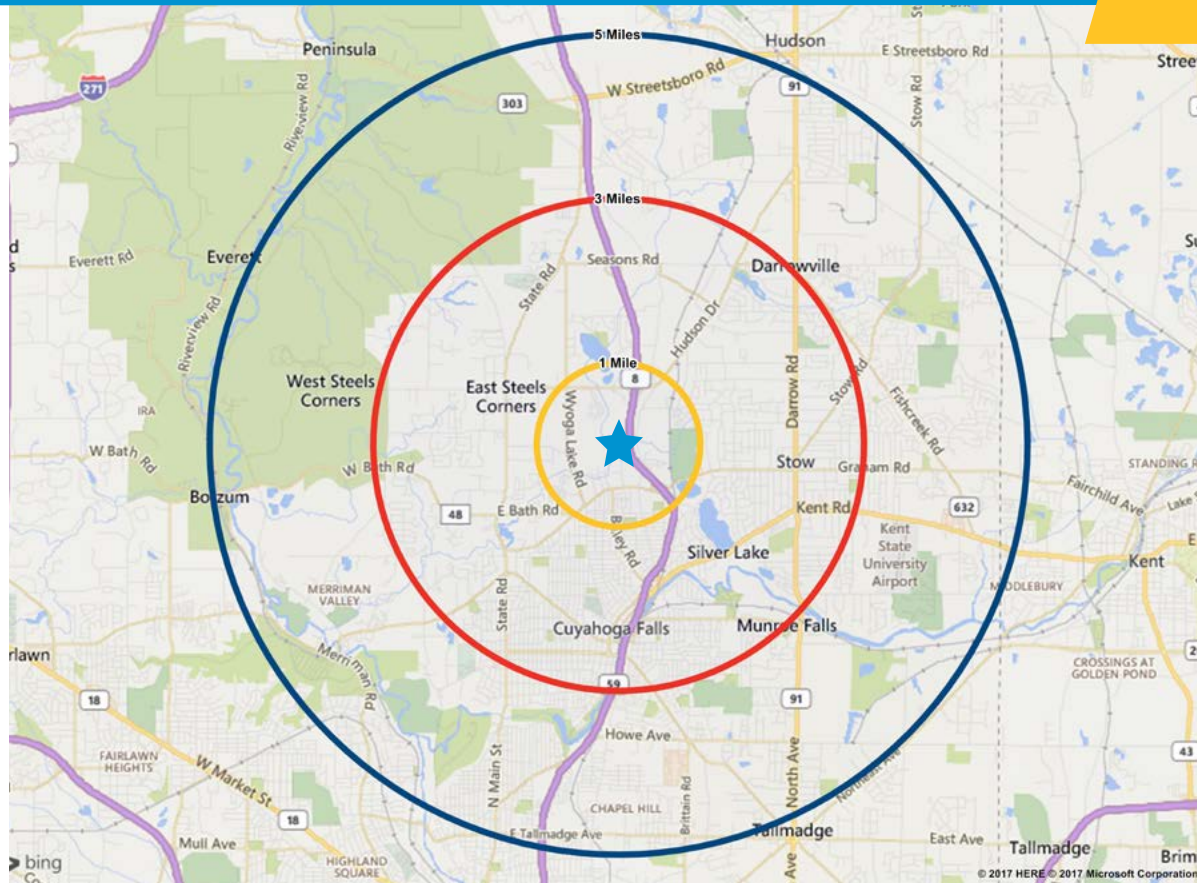 5 Miles
Hudson
E Streetsboro Rd
Peninsula
271
W Streetsboro Rd
91
303
Riverview Rd
Stow Rd
3 Miles
Everett Rd
Everett
Seasons Rd
Darrowville
State Rd
Riverview Rd
Hudson Dr
1 Mile
8
West Steels
Corners
East Steels
Corners
Wyoga Lake Rd
Darrow Rd
Stow Rd
Fishcreek Rd
IRA
W Bath Rd
W Bath Rd
Stow
Graham Rd
Botzum
48
E Bath Rd
Kent Rd
632
Fairchild Ave
Bailey Rd
Kent
State
University
Airport
Silver Lake
Kent
MIDDLEBURY
MERRIMAN
VALLEY
State Rd
Cuyahoga Falls
Munroe Falls
Merriman Rd
CROSSINGS AT
GOLDEN POND
59
18
91
Howe Ave
43
FAIRLAWN
HEIGHTS
W Market St
N Main St
North Ave
Northeast Ave
CHAPEL HILL
Brittain Rd
18
E Tallmadge Ave
Tallmadge
East Ave
Mull Ave
Tallmadge
HIGHLAND
SQUARE
Ave
bing
© 2017 HERE © 2017 Microsoft Corporation